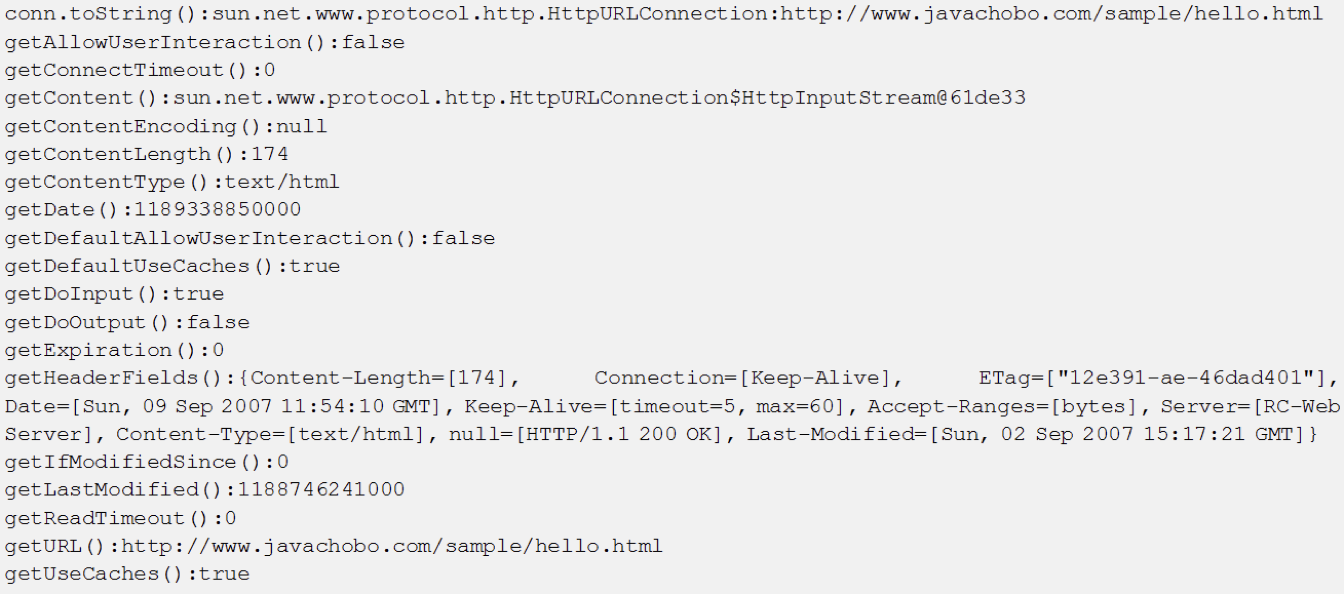 conn.toString():sun.net.www.protocol.http.HttpURLConnection:http://www.javachobo.com/sample/hello.html
getAllowUserInteraction():false
getConnectTimeout():0
getContent():sun.net.www.protocol.http.HttpURLConnection$HttpInputStream@61de33
getContentEncoding():null
getContentLength():174
getContentType():text/html
getDate():1189338850000
getDefaultAllowUserInteraction():false
getDefaultUseCaches():true
getDoInput():true
getDoOutput():false
getExpiration():0
getHeaderFields():{Content-Length=[174], Connection=[Keep-Alive], ETag=["12e391-ae-46dad401"],
Date=[Sun, 09 Sep 2007 11:54:10 GMT], Keep-Alive=[timeout=5, max=60], Accept-Ranges=[bytes], Server=[RC-Web
Server], Content-Type=[text/html], null=[HTTP/1.1 200 OK], Last-Modified=[Sun, 02 Sep 2007 15:17:21 GMT]}
getIfModifiedSince():0
getLastModified():1188746241000
getReadTimeout():0
getURL():http://www.javachobo.com/sample/hello.html
getUseCaches():true